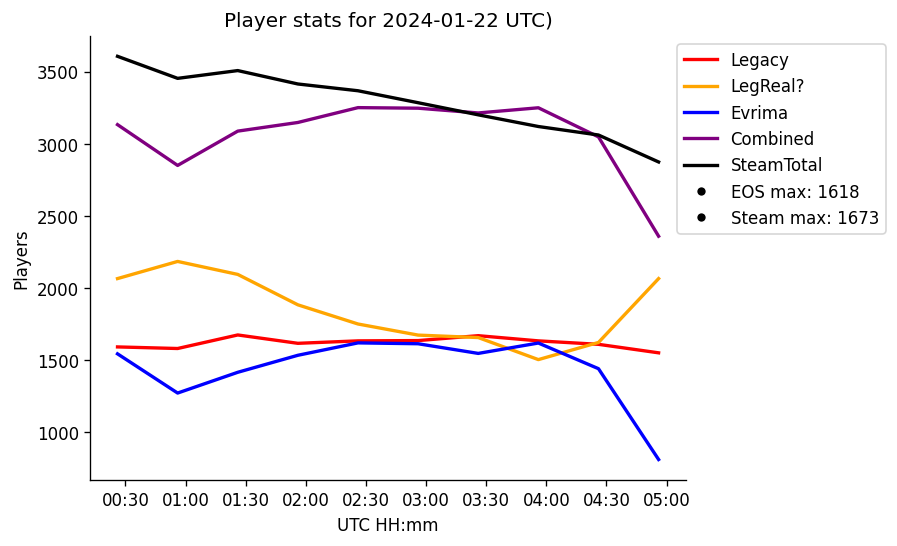 Player stats for 2024-01-22 UTC)
Legacy
LegReal?
Evrima
Combined
SteamTotal
EOS max: 1618
Steam max: 1673
Players
3500
3000
2500
2000
1500
1000
00:30 01:00 01:30 02:00 02:30 03:00 03:30 04:00 04:30 05:00
UTC HH:mm